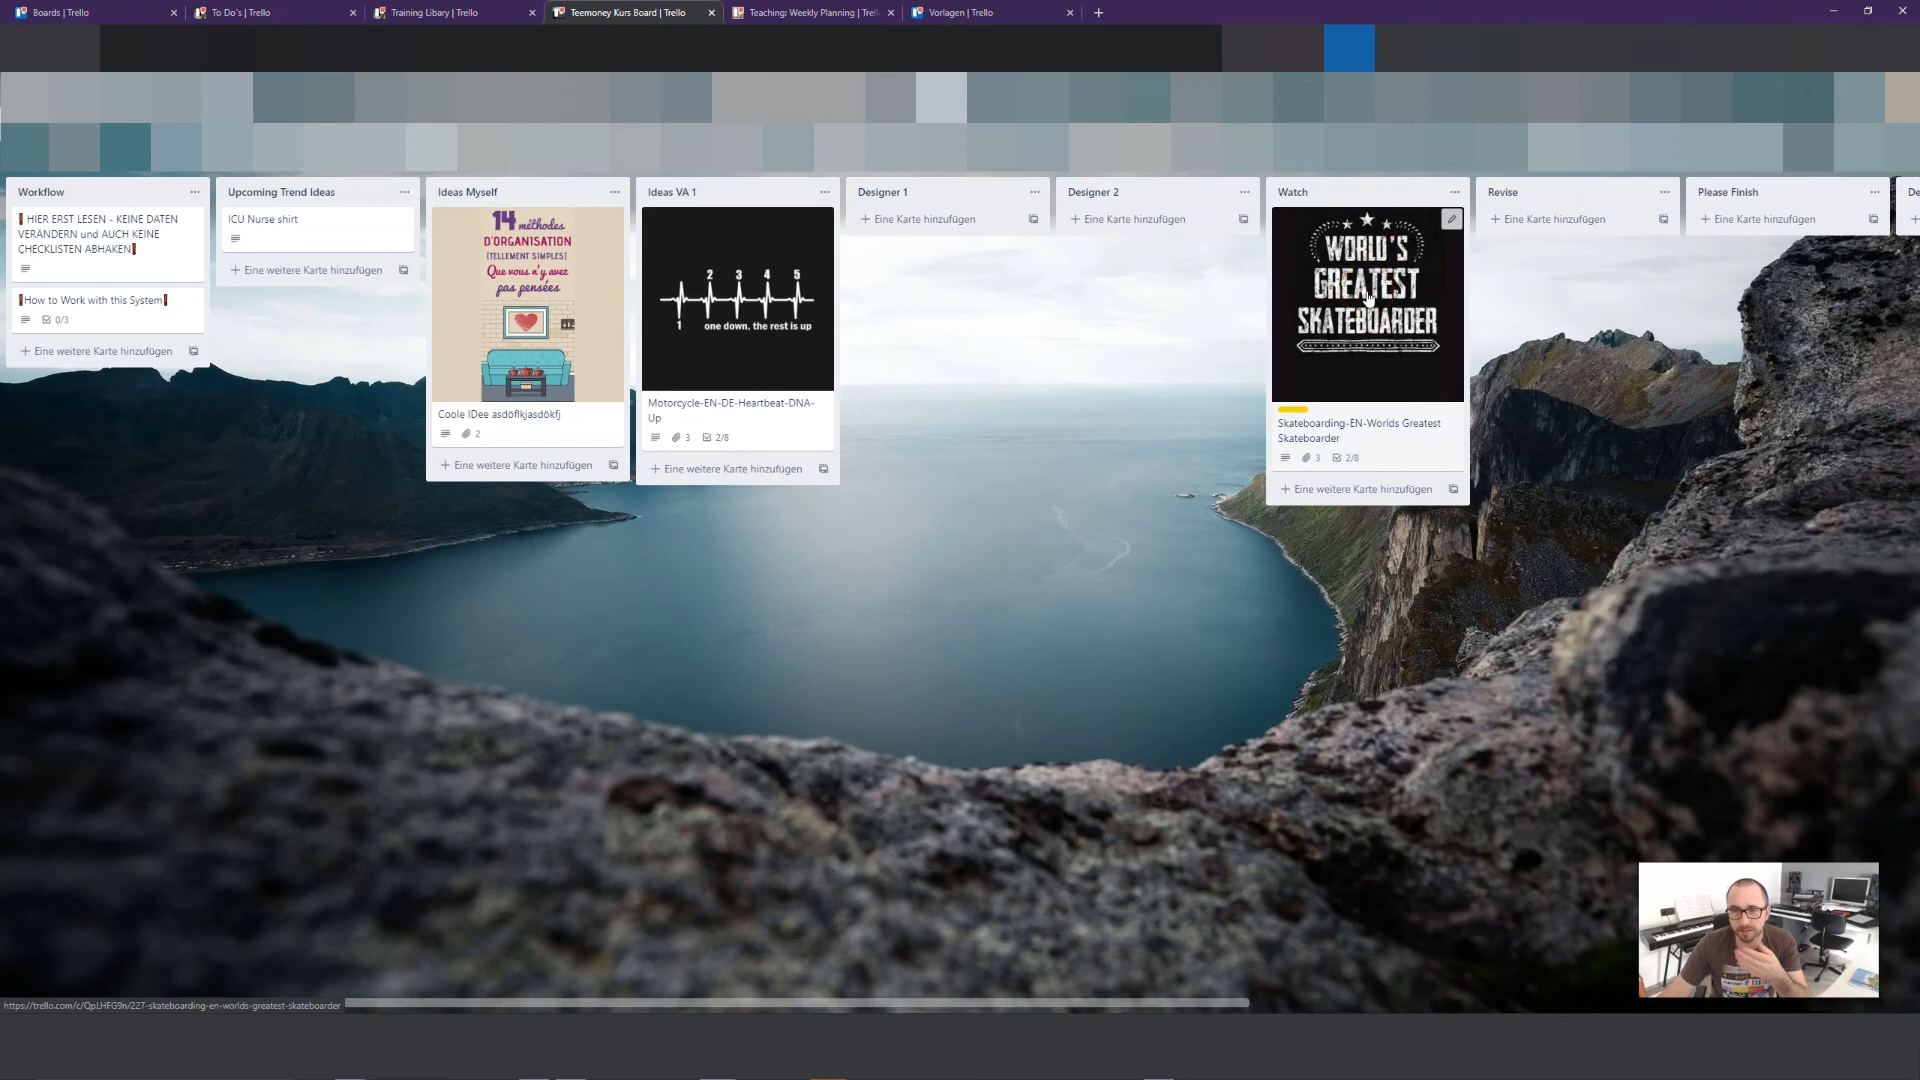 Boards | Trello
To Do's | Trello
Training Libary | Trello
Teemoney Kurs Board | Trello
Teaching: Weekly Planning | Trell
Vorlagen | Trello
Workflow
❗HIER ERST LESEN - KEINE DATEN
VERÄNDERN und AUCH KEINE
CHECKLISTEN ABHAKEN❗
❗How to Work with this System❗
0/3
+ Eine weitere Karte hinzufügen
Upcoming Trend Ideas
ICU Nurse shirt
+ Eine weitere Karte hinzufügen
Ideas Myself
14 méthodes
D'ORGANISATION
(TELLEMENT SIMPLES)
Que vous n'y avez
pas pensées
Coole IDee asdöflkjasdökfj
2
+ Eine weitere Karte hinzufügen
Ideas VA 1
2 3 4 5
1 one down, the rest is up
Motorcycle-EN-DE-Heartbeat-DNA-
Up
3 2/8
+ Eine weitere Karte hinzufügen
Designer 1
+ Eine Karte hinzufügen
Designer 2
+ Eine Karte hinzufügen
Watch
WORLD'S
GREATEST
SKATEBOARDER
Skateboarding-EN-Worlds Greatest
Skateboarder
3 2/8
+ Eine weitere Karte hinzufügen
Revise
+ Eine Karte hinzufügen
Please Finish
+ Eine Karte hinzufügen
De
https://trello.com/c/QpLHFG9n/227-skateboarding-en-worlds-greatest-skateboarder